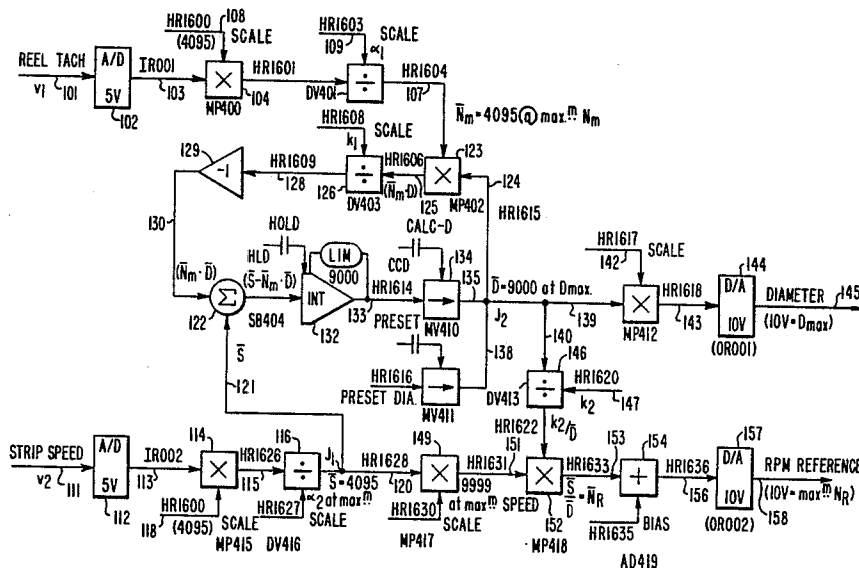 108
HR1600
(4095)
SCALE
HR1603
109
α1
SCALE
REEL TACH
v1
101
A/D
5V
102
IR001
103
×
MP400
HR1601
104
DV401
÷
HR1604
107
N̄m=4095@ max.m Nm
129
-1
HR1609
128
HR1608
k1
SCALE
÷
126
DV403
HR1606
125
(N̄m·D)
×
123
MP402
124
HR1615
130
(N̄m·D̄)
Σ
122
(S̄-N̄m·D̄)
SB404
HOLD
HLD
LIM
9000
INT
132
HR1614
133
CALC-D
CCD
134
135
MV410
D̄=9000 at Dmax.
J2
139
HR1617
142
SCALE
×
MP412
HR1618
143
144
D/A
10V
(OR001)
DIAMETER
145
(10V=Dmax)
S̄
121
PRESET
HR1616
PRESET DIA.
MV411
138
140
146
÷
DV413
HR1620
k2
147
HR1622
k2/D̄
STRIP SPEED
v2
111
A/D
5V
112
IR002
113
114
×
HR1626
115
116
÷
J1
S̄=4095
α2 at max.m
HR1628
120
149
×
HR1631
151
9999
at max.m SPEED
×
152
HR1633
S̄/D̄=N̄R
153
154
+
HR1636
156
157
D/A
10V
(OR002)
RPM REFERENCE
(10V=max.m NR)
158
118
HR1600
(4095)
SCALE
MP415
HR1627
SCALE
DV416
HR1630
SCALE
MP417
MP418
HR1635
BIAS
AD419